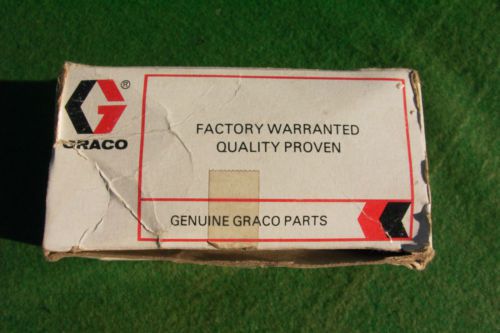 G®
GRACO
FACTORY WARRANTED
QUALITY PROVEN
GENUINE GRACO PARTS